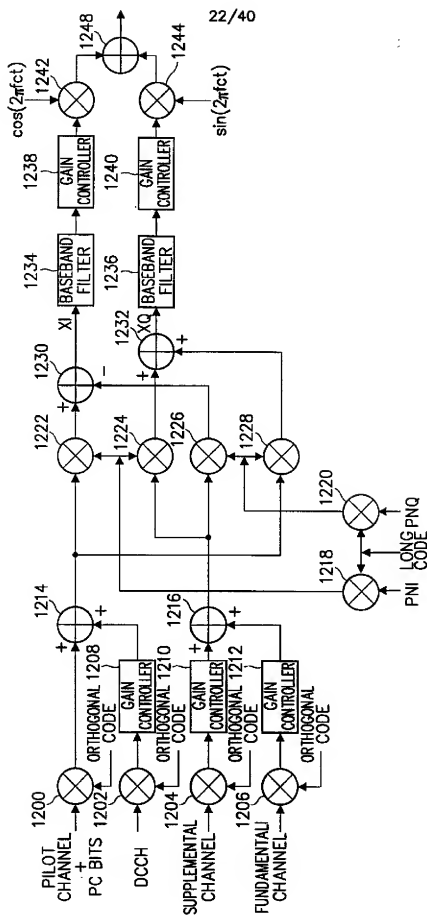 22/40
PILOT
CHANNEL
+
PC BITS
1200
ORTHOGONAL
CODE
DCCH
1202
ORTHOGONAL
CODE
1208
GAIN
CONTROLLER
SUPPLEMENTAL
CHANNEL
1204
ORTHOGONAL
CODE
1210
GAIN
CONTROLLER
FUNDAMENTAL
CHANNEL
1206
ORTHOGONAL
CODE
1212
GAIN
CONTROLLER
1214
+
+
1216
+
+
1218
PNI
LONG
CODE
1220
PNQ
1222
1224
1226
1228
1230
+
-
1232
+
+
XI
XQ
1234
BASEBAND
FILTER
1236
BASEBAND
FILTER
1238
GAIN
CONTROLLER
1240
GAIN
CONTROLLER
cos(2πfct)
1242
sin(2πfct)
1244
1248